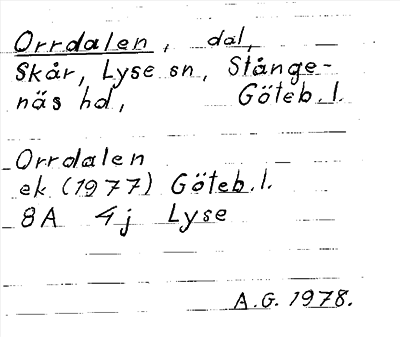 Orrdalen, dal,
Skår, Lyse sn, Stånge-
näs hd, Göteb.l.
Orrdalen
ek (1977) Göteb.l.
8A 4j Lyse
A.G. 1978.